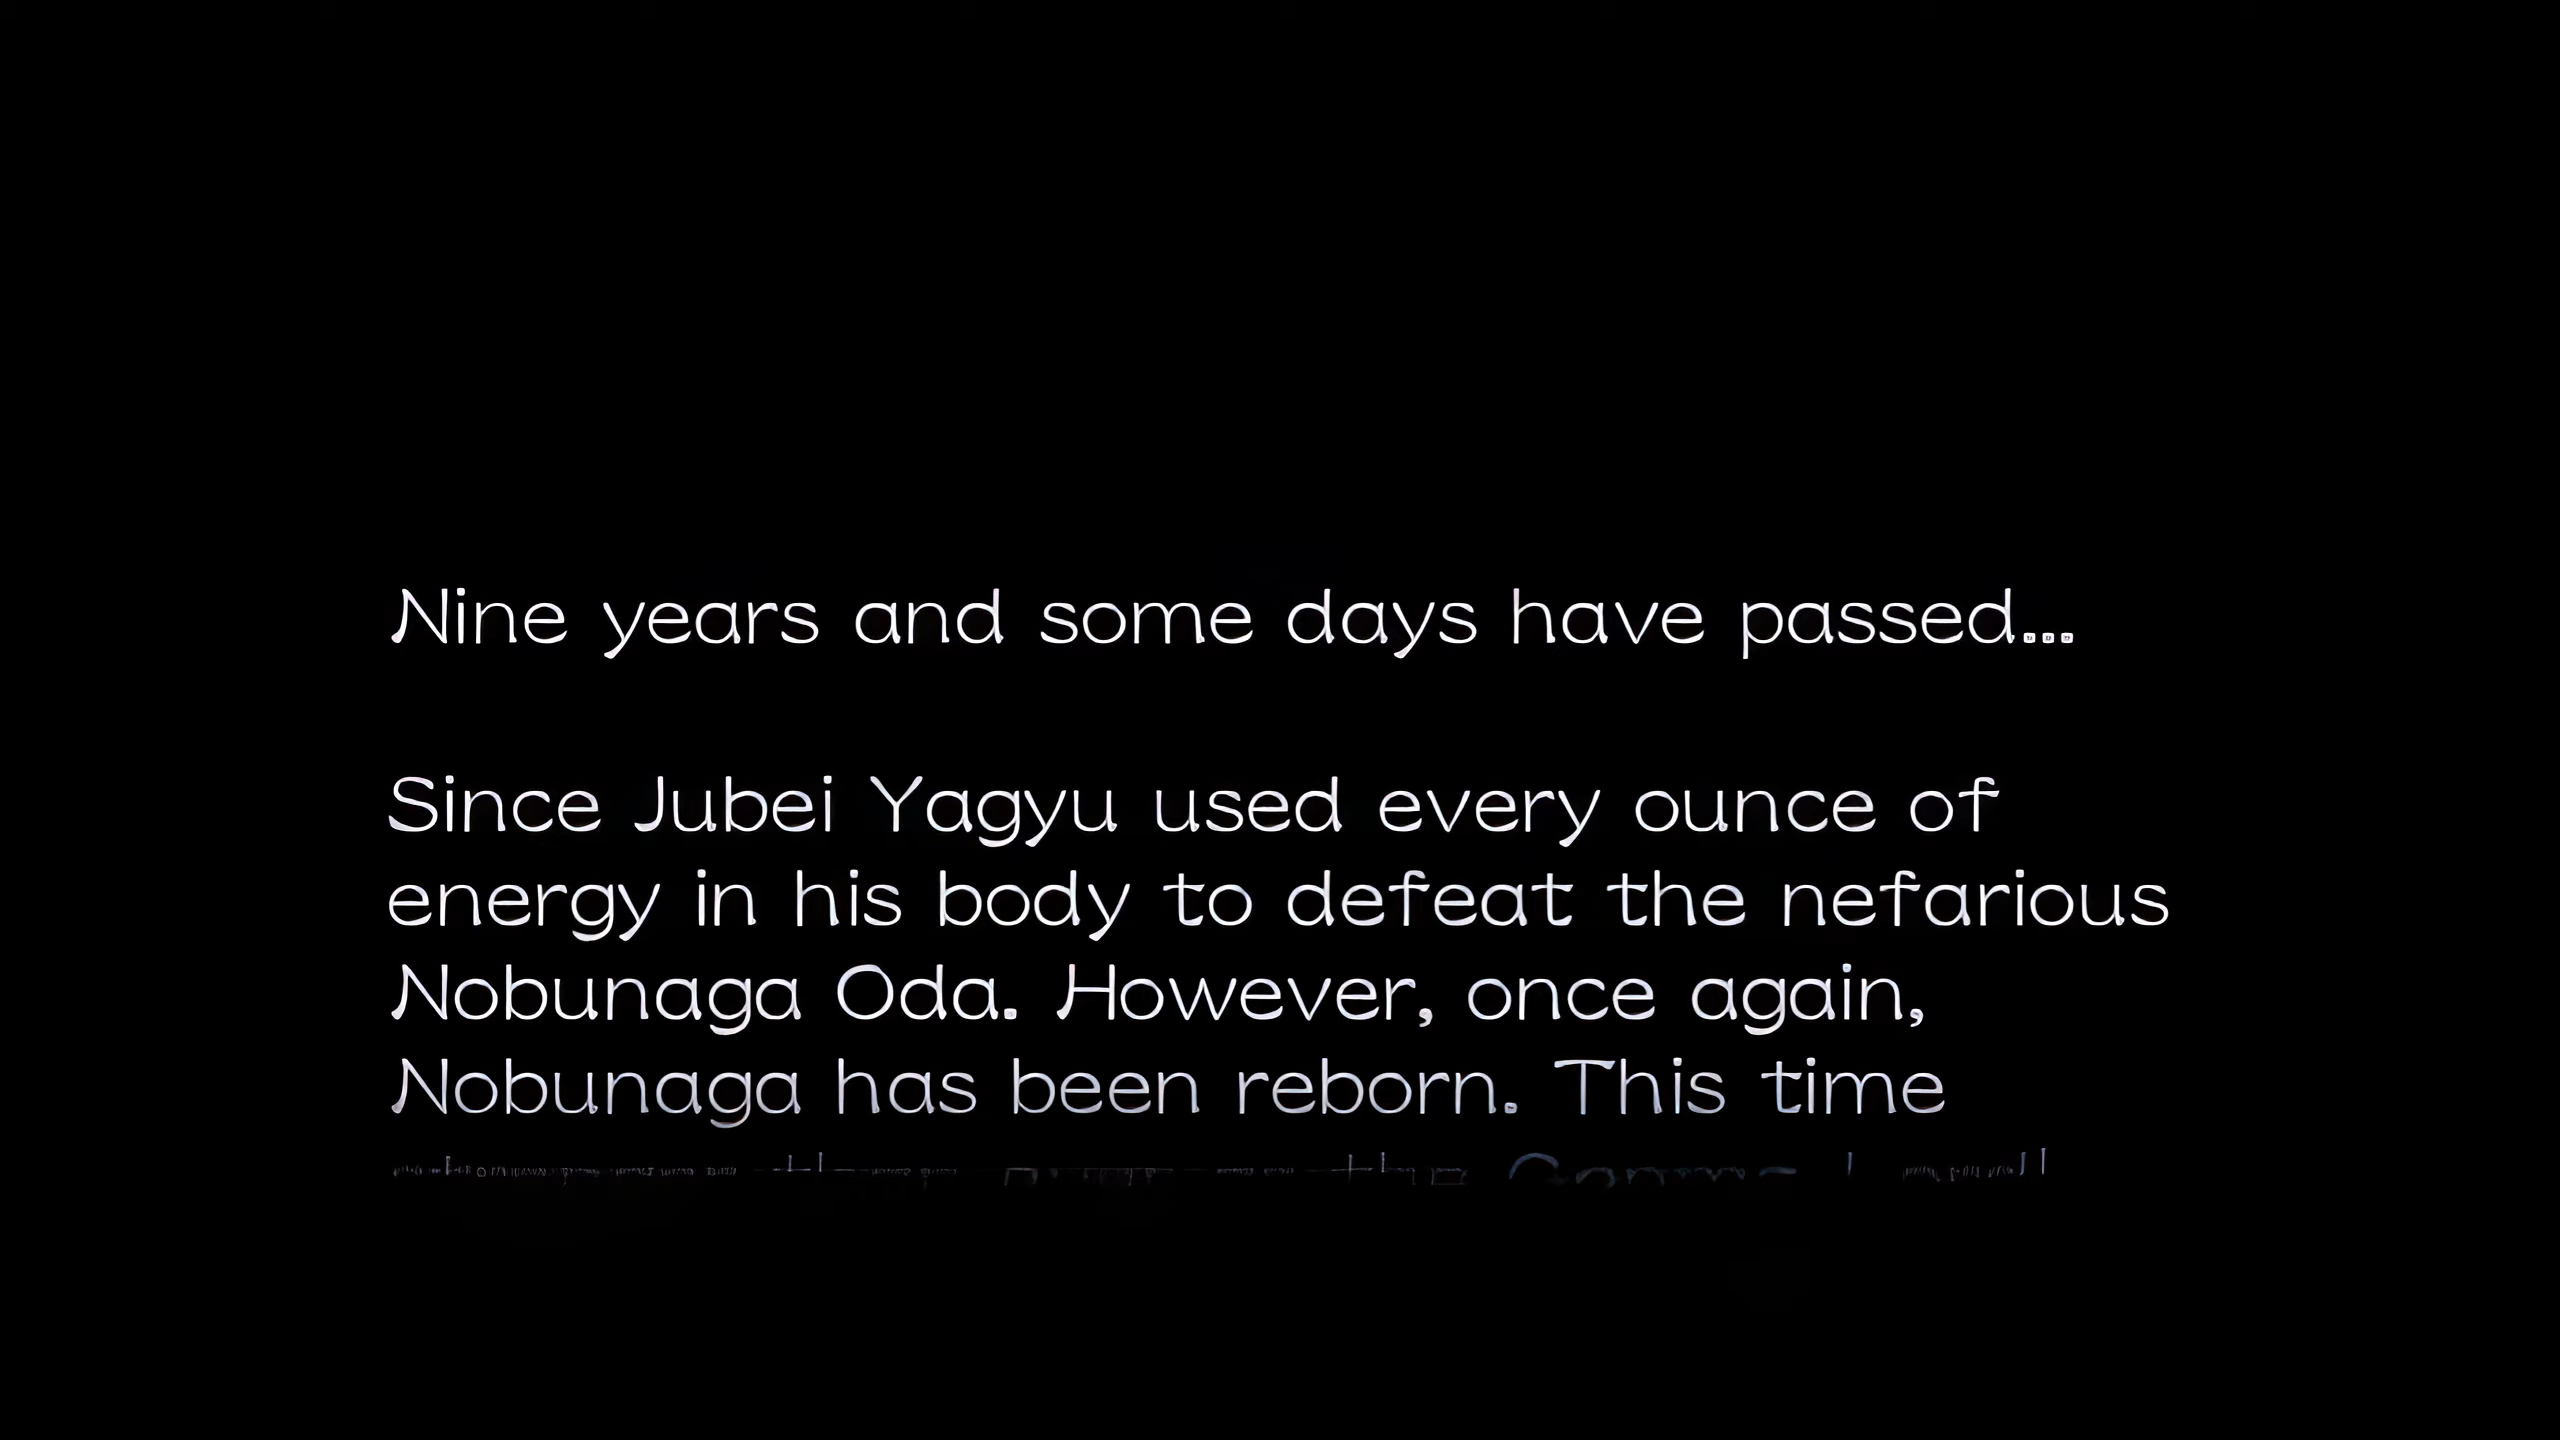 Nine years and some days have passed...
Since Jubei Yagyu used every ounce of
energy in his body to defeat the nefarious
Nobunaga Oda. However, once again,
Nobunaga has been reborn. This time